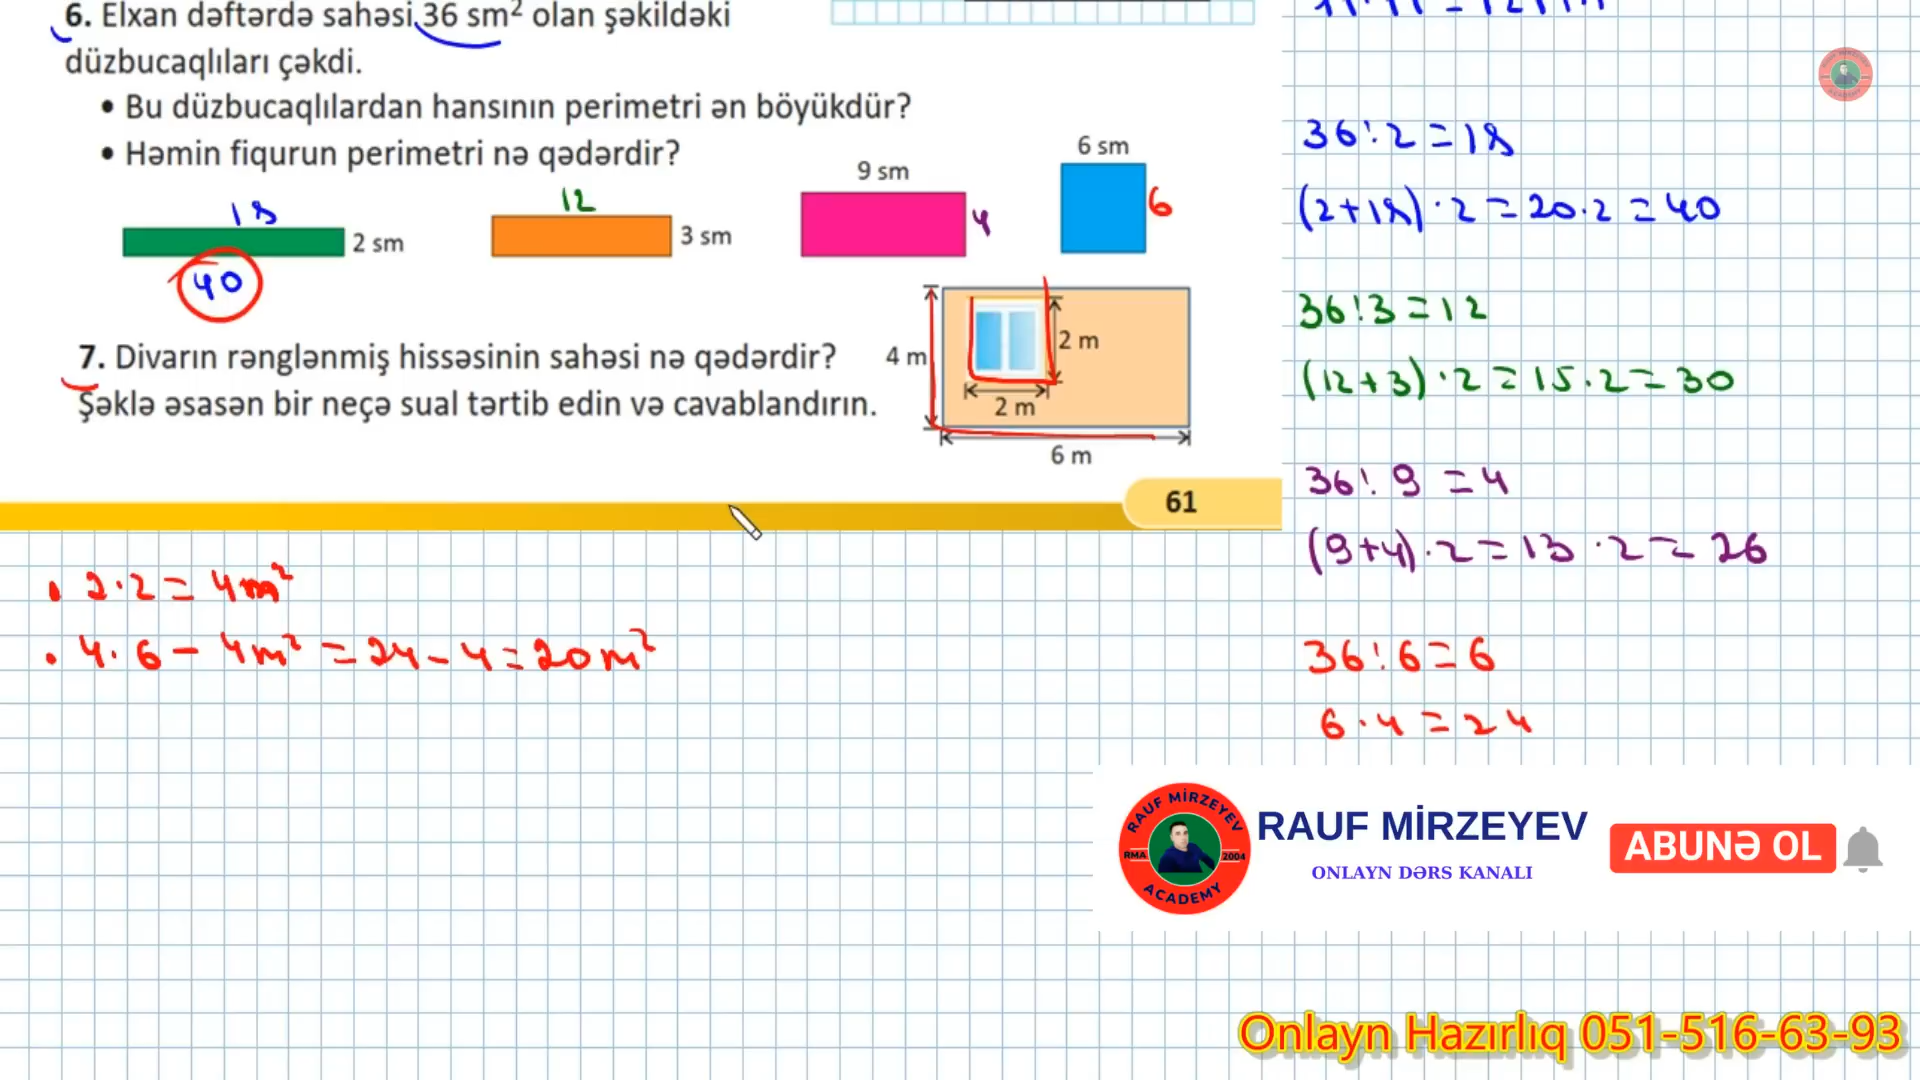 6. Elxan dəftərdə sahəsi 36 sm² olan şəkildəki
düzbucaqlıları çəkdi.
• Bu düzbucaqlılardan hansının perimetri ən böyükdür?
• Həmin fiqurun perimetri nə qədərdir?
18
2 sm
40
12
3 sm
9 sm
4
6 sm
6
7. Divarın rənglənmiş hissəsinin sahəsi nə qədərdir?
Şəklə əsasən bir neçə sual tərtib edin və cavablandırın.
4 m
2 m
2 m
6 m
61
• 2·2=4m²
• 4·6-4m²=24-4=20m²
36:2=18
(2+18)·2=20·2=40
36:3=12
(12+3)·2=15·2=30
36:9=4
(9+4)·2=13·2=26
36:6=6
6·4=24
RAUF MİRZEYEV
RMA 2004
ACADEMY
RAUF MİRZEYEV
ONLAYN DƏRS KANALI
ABUNƏ OL
Onlayn Hazırlıq 051-516-63-93